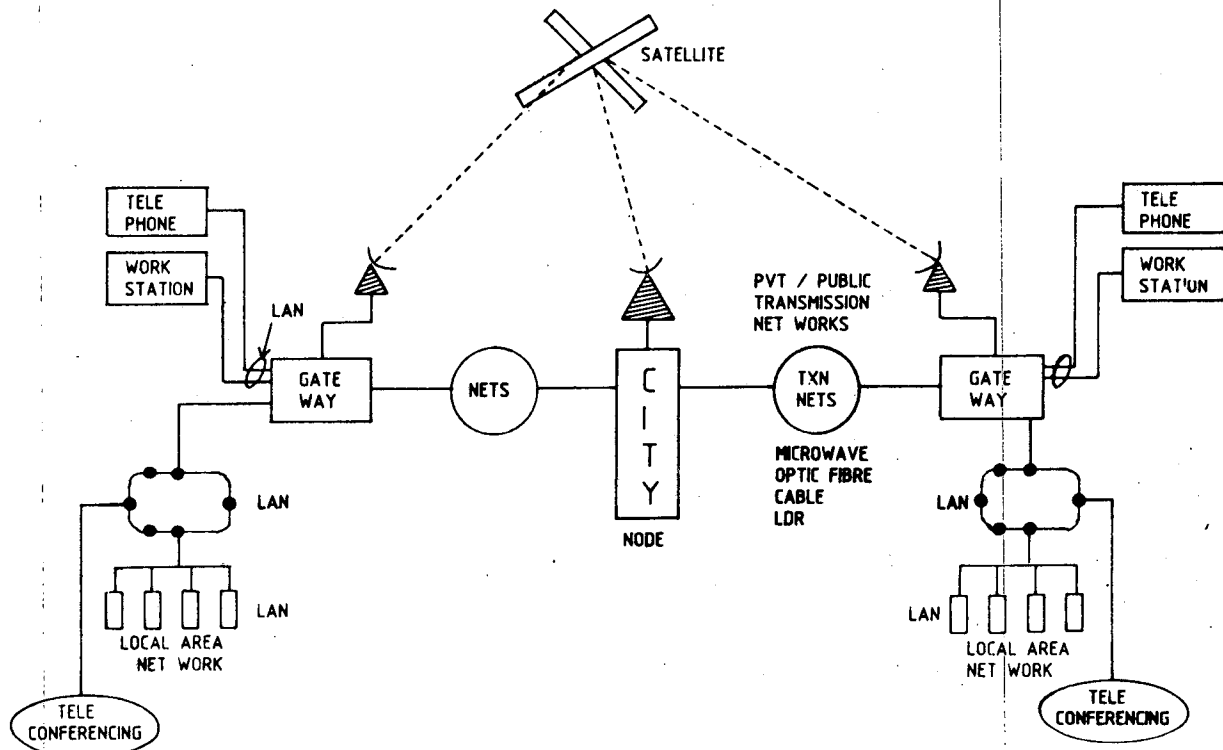 SATELLITE
TELE
PHONE
WORK
STATION
LAN
GATE
WAY
NETS
CITY
NODE
PVT / PUBLIC
TRANSMISSION
NET WORKS
TXN
NETS
MICROWAVE
OPTIC FIBRE
CABLE
LDR
GATE
WAY
TELE
PHONE
WORK
STAT'UN
LAN
LAN
LOCAL AREA
NET WORK
TELE
CONFERENCING
LAN
LAN
LOCAL AREA
NET WORK
TELE
CONFERENCING